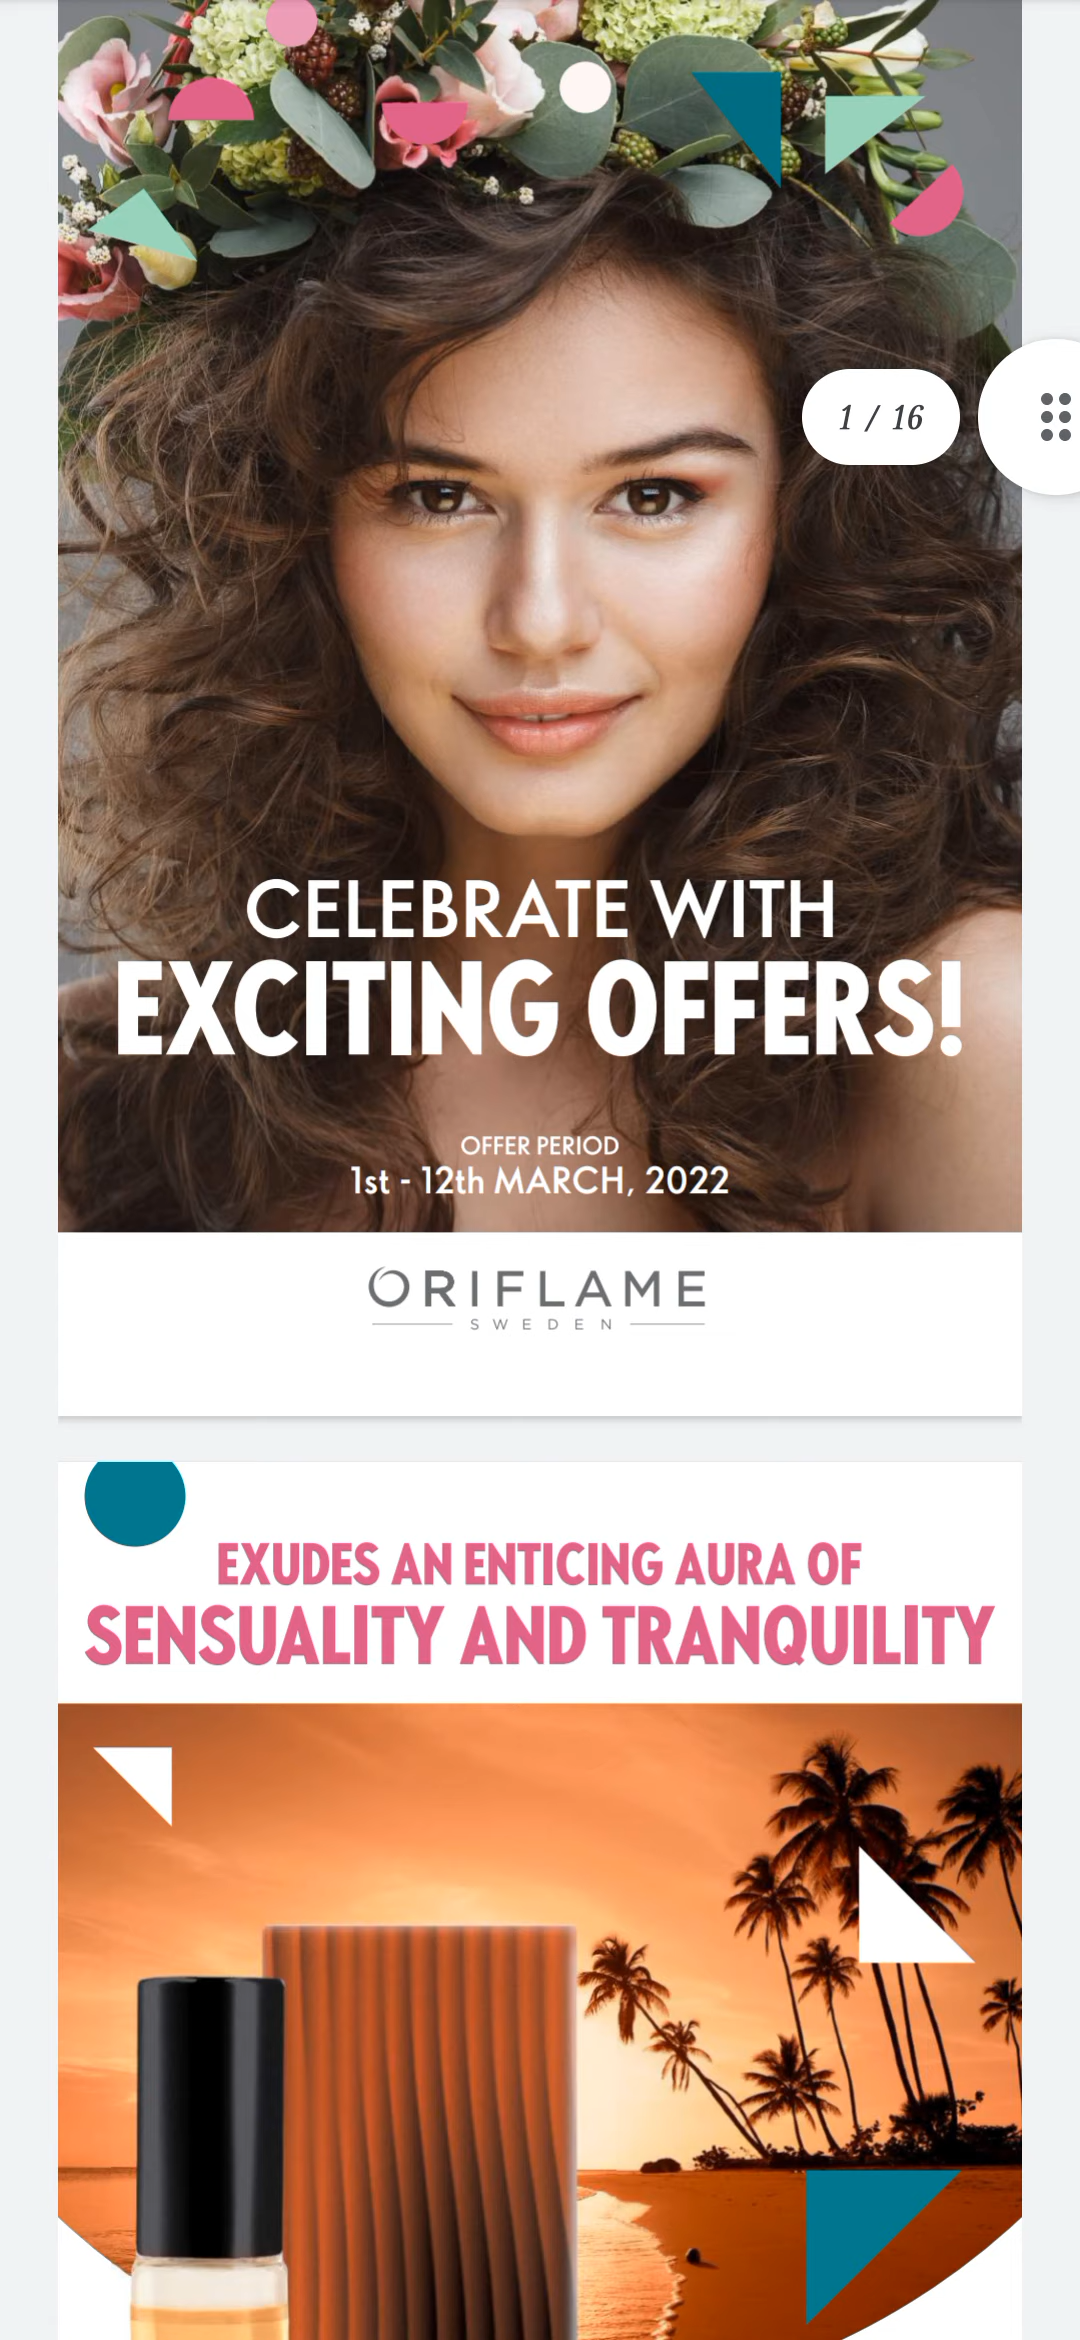 1 / 16
CELEBRATE WITH
EXCITING OFFERS!
OFFER PERIOD
1st - 12th MARCH, 2022
ORIFLAME
SWEDEN
EXUDES AN ENTICING AURA OF
SENSUALITY AND TRANQUILITY